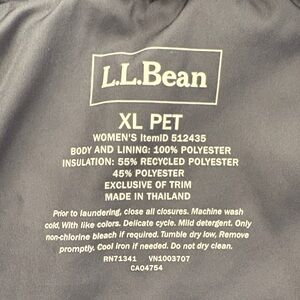 L.L.Bean
XL PET
WOMEN'S ItemID 512435
BODY AND LINING: 100% POLYESTER
INSULATION: 55% RECYCLED POLYESTER
45% POLYESTER
EXCLUSIVE OF TRIM
MADE IN THAILAND
Prior to laundering, close all closures. Machine wash
cold, With like colors. Delicate cycle. Mild detergent. Only
non-chlorine bleach if required. Tumble dry low, Remove
promptly. Cool iron if needed. Do not dry clean.
RN71341 VN1003707
CA04754